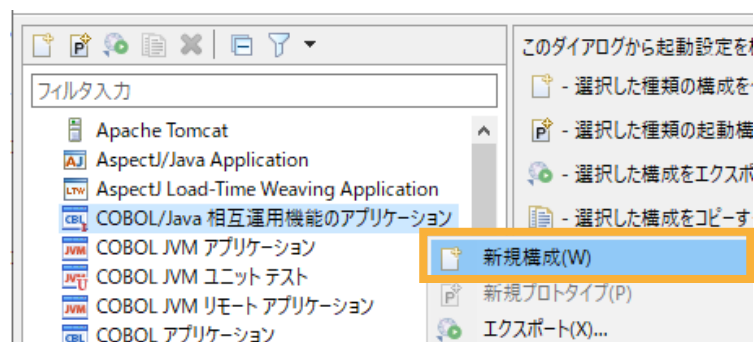 このダイアログから起動設定を
フィルタ入力
- 選択した種類の構成を
Apache Tomcat
- 選択した種類の起動構
AspectJ/Java Application
- 選択した構成をエクスポ
AspectJ Load-Time Weaving Application
COBOL/Java 相互運用機能のアプリケーション
- 選択した構成をコピーす
COBOL JVM アプリケーション
新規構成(W)
COBOL JVM ユニット テスト
新規プロトタイプ(P)
COBOL JVM リモート アプリケーション
エクスポート(X)...
COBOL アプリケーション